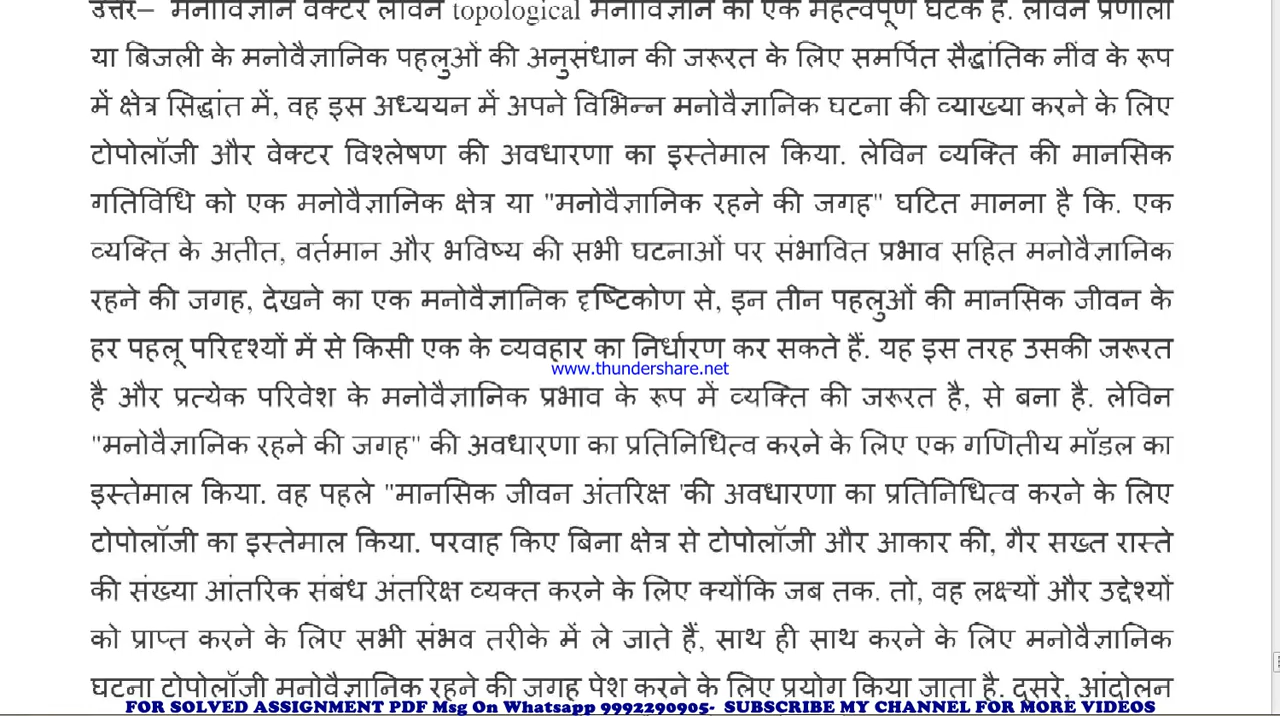 उत्तर– मनोविज्ञान वेक्टर लेविन topological मनोविज्ञान का एक महत्वपूर्ण घटक है. लेविन प्रणाली
या बिजली के मनोवैज्ञानिक पहलुओं की अनुसंधान की जरूरत के लिए समर्पित सैद्धांतिक नींव के रूप
में क्षेत्र सिद्धांत में, वह इस अध्ययन में अपने विभिन्न मनोवैज्ञानिक घटना की व्याख्या करने के लिए
टोपोलॉजी और वेक्टर विश्लेषण की अवधारणा का इस्तेमाल किया. लेविन व्यक्ति की मानसिक
गतिविधि को एक मनोवैज्ञानिक क्षेत्र या "मनोवैज्ञानिक रहने की जगह" घटित मानना है कि. एक
व्यक्ति के अतीत, वर्तमान और भविष्य की सभी घटनाओं पर संभावित प्रभाव सहित मनोवैज्ञानिक
रहने की जगह, देखने का एक मनोवैज्ञानिक दृष्टिकोण से, इन तीन पहलुओं की मानसिक जीवन के
हर पहलू परिदृश्यों में से किसी एक के व्यवहार का निर्धारण कर सकते हैं. यह इस तरह उसकी जरूरत
www.thundershare.net
है और प्रत्येक परिवेश के मनोवैज्ञानिक प्रभाव के रूप में व्यक्ति की जरूरत है, से बना है. लेविन
"मनोवैज्ञानिक रहने की जगह" की अवधारणा का प्रतिनिधित्व करने के लिए एक गणितीय मॉडल का
इस्तेमाल किया. वह पहले "मानसिक जीवन अंतरिक्ष 'की अवधारणा का प्रतिनिधित्व करने के लिए
टोपोलॉजी का इस्तेमाल किया. परवाह किए बिना क्षेत्र से टोपोलॉजी और आकार की, गैर सख्त रास्ते
की संख्या आंतरिक संबंध अंतरिक्ष व्यक्त करने के लिए क्योंकि जब तक. तो, वह लक्ष्यों और उद्देश्यों
को प्राप्त करने के लिए सभी संभव तरीके में ले जाते हैं, साथ ही साथ करने के लिए मनोवैज्ञानिक
घटना टोपोलॉजी मनोवैज्ञानिक रहने की जगह पेश करने के लिए प्रयोग किया जाता है. दूसरे, आंदोलन
FOR SOLVED ASSIGNMENT PDF Msg On Whatsapp 9992290905- SUBSCRIBE MY CHANNEL FOR MORE VIDEOS